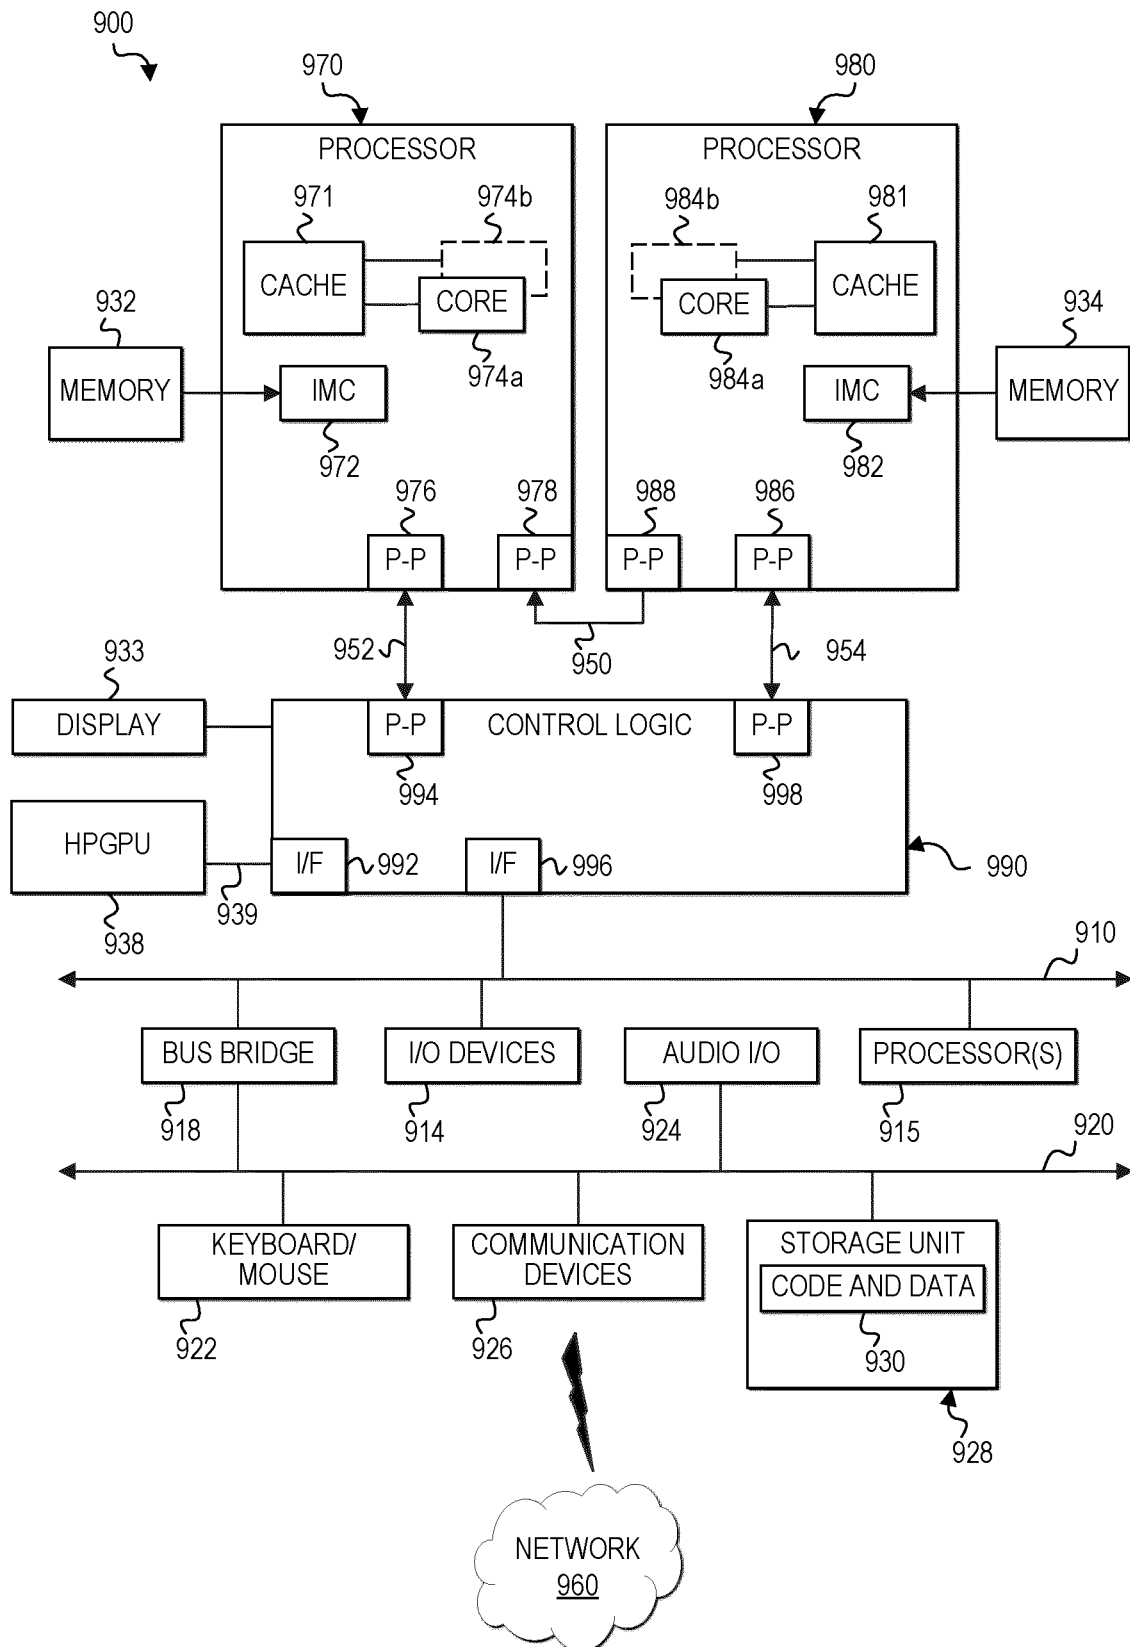 900
970
980
PROCESSOR
PROCESSOR
971
974b
984b
981
CACHE
CORE
CORE
CACHE
932
934
974a
984a
MEMORY
IMC
IMC
MEMORY
972
982
976
978
988
986
P-P
P-P
P-P
P-P
952
950
954
933
DISPLAY
P-P
CONTROL LOGIC
P-P
994
998
HPGPU
I/F
992
I/F
996
990
939
938
910
BUS BRIDGE
I/O DEVICES
AUDIO I/O
PROCESSOR(S)
918
914
924
915
920
KEYBOARD/
MOUSE
COMMUNICATION
DEVICES
STORAGE UNIT
CODE AND DATA
922
926
930
928
NETWORK
960